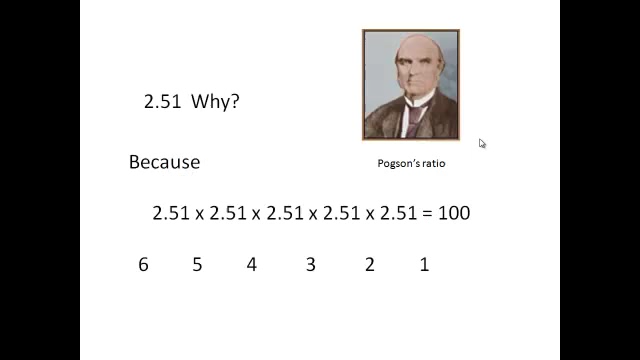 2.51 Why?
Because
Pogson's ratio
2.51 x 2.51 x 2.51 x 2.51 x 2.51 = 100
6 5 4 3 2 1